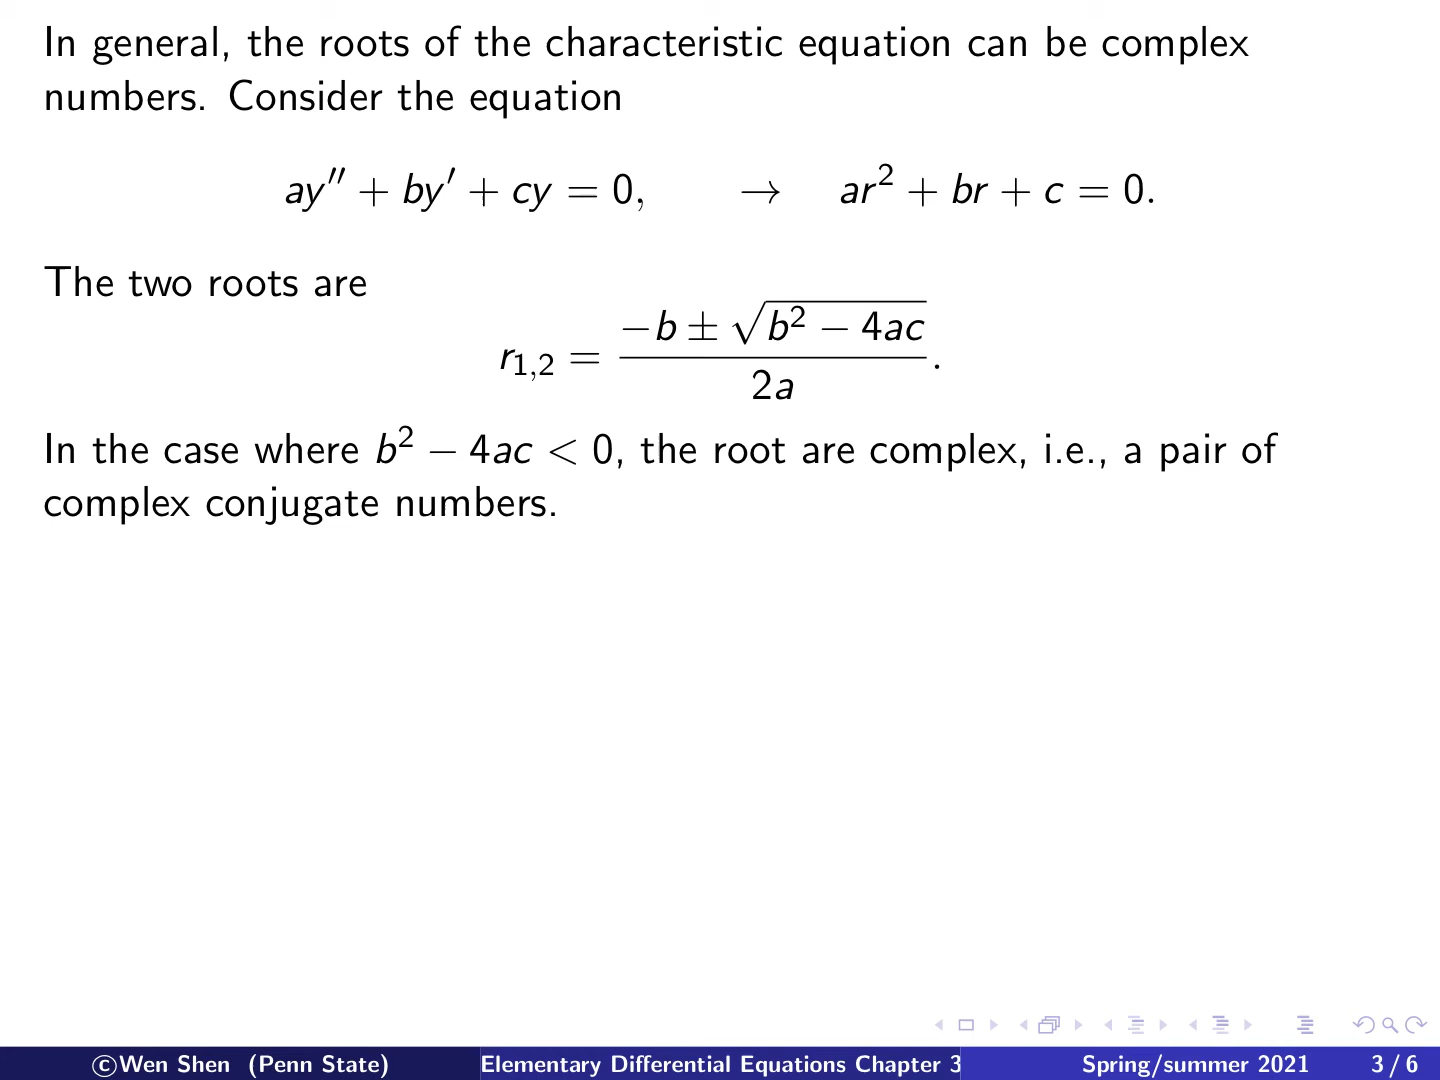 In general, the roots of the characteristic equation can be complex
numbers. Consider the equation
ay′′ + by′ + cy = 0, → ar² + br + c = 0.
The two roots are
r₁,₂ = (−b ± √(b² − 4ac)) / (2a).
In the case where b² − 4ac < 0, the root are complex, i.e., a pair of
complex conjugate numbers.
©Wen Shen (Penn State) Elementary Differential Equations Chapter 3 Spring/summer 2021 3 / 6